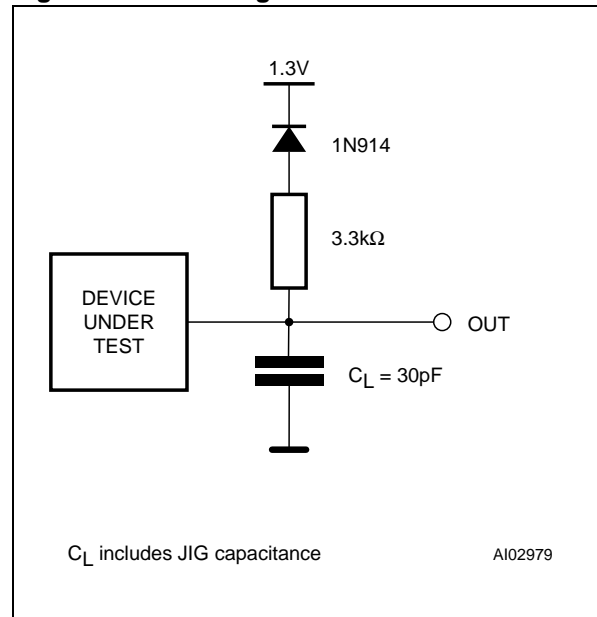 1.3V
1N914
3.3kΩ
DEVICE
UNDER
TEST
OUT
CL = 30pF
CL includes JIG capacitance
AI02979